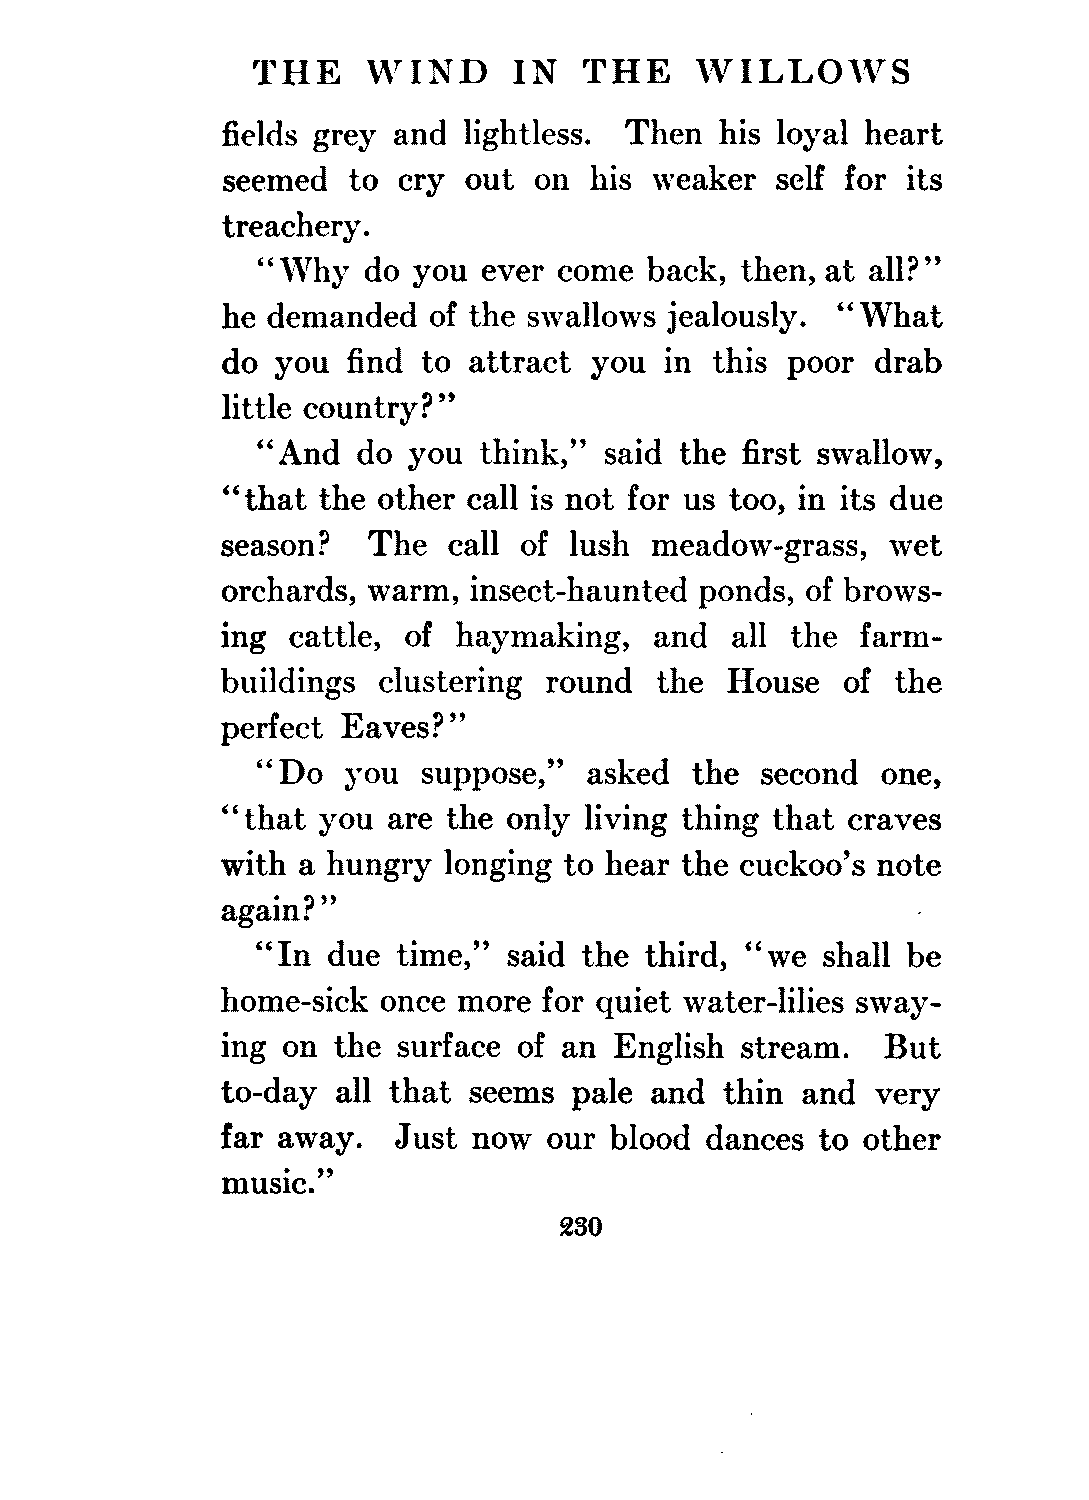 THE WIND IN THE WILLOWS
fields grey and lightless. Then his loyal heart
seemed to cry out on his weaker self for its
treachery.
"Why do you ever come back, then, at all?"
he demanded of the swallows jealously. "What
do you find to attract you in this poor drab
little country?"
"And do you think," said the first swallow,
"that the other call is not for us too, in its due
season? The call of lush meadow-grass, wet
orchards, warm, insect-haunted ponds, of brows-
ing cattle, of haymaking, and all the farm-
buildings clustering round the House of the
perfect Eaves?"
"Do you suppose," asked the second one,
"that you are the only living thing that craves
with a hungry longing to hear the cuckoo's note
again?"
"In due time," said the third, "we shall be
home-sick once more for quiet water-lilies sway-
ing on the surface of an English stream. But
to-day all that seems pale and thin and very
far away. Just now our blood dances to other
music."
230